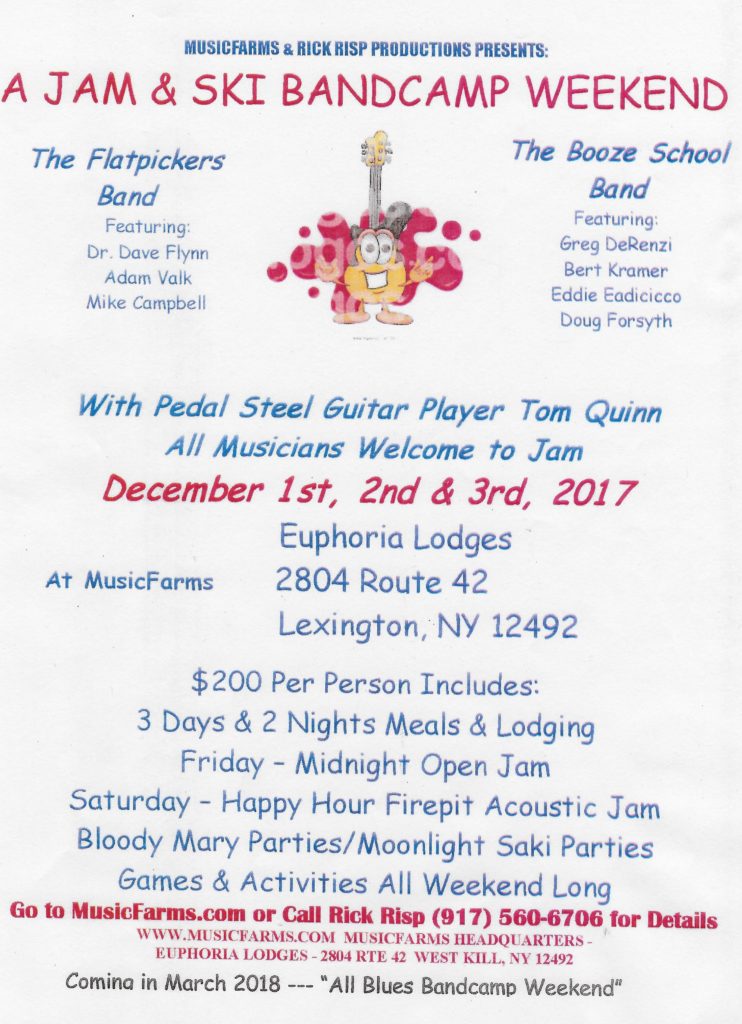 MUSICFARMS & RICK RISP PRODUCTIONS PRESENTS:
A JAM & SKI BANDCAMP WEEKEND
The Flatpickers
Band
Featuring:
Dr. Dave Flynn
Adam Valk
Mike Campbell
The Booze School
Band
Featuring:
Greg DeRenzi
Bert Kramer
Eddie Eadicicco
Doug Forsyth
With Pedal Steel Guitar Player Tom Quinn
All Musicians Welcome to Jam
December 1st, 2nd & 3rd, 2017
At MusicFarms
Euphoria Lodges
2804 Route 42
Lexington, NY 12492
$200 Per Person Includes:
3 Days & 2 Nights Meals & Lodging
Friday – Midnight Open Jam
Saturday – Happy Hour Firepit Acoustic Jam
Bloody Mary Parties/Moonlight Saki Parties
Games & Activities All Weekend Long
Go to MusicFarms.com or Call Rick Risp (917) 560-6706 for Details
WWW.MUSICFARMS.COM MUSICFARMS HEADQUARTERS -
EUPHORIA LODGES - 2804 RTE 42 WEST KILL, NY 12492
Coming in March 2018 --- "All Blues Bandcamp Weekend"